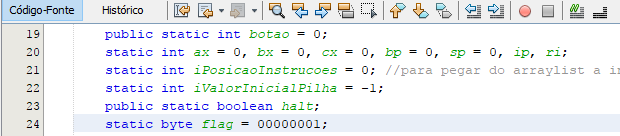 Código-Fonte Histórico
19 public static int botao = 0;
20 static int ax = 0, bx = 0, cx = 0, bp = 0, sp = 0, ip, ri;
21 static int iPosicaoInstrucoes = 0; //para pegar do arraylist a in
22 static int iValorInicialPilha = -1;
23 public static boolean halt;
24 static byte flag = 00000001;